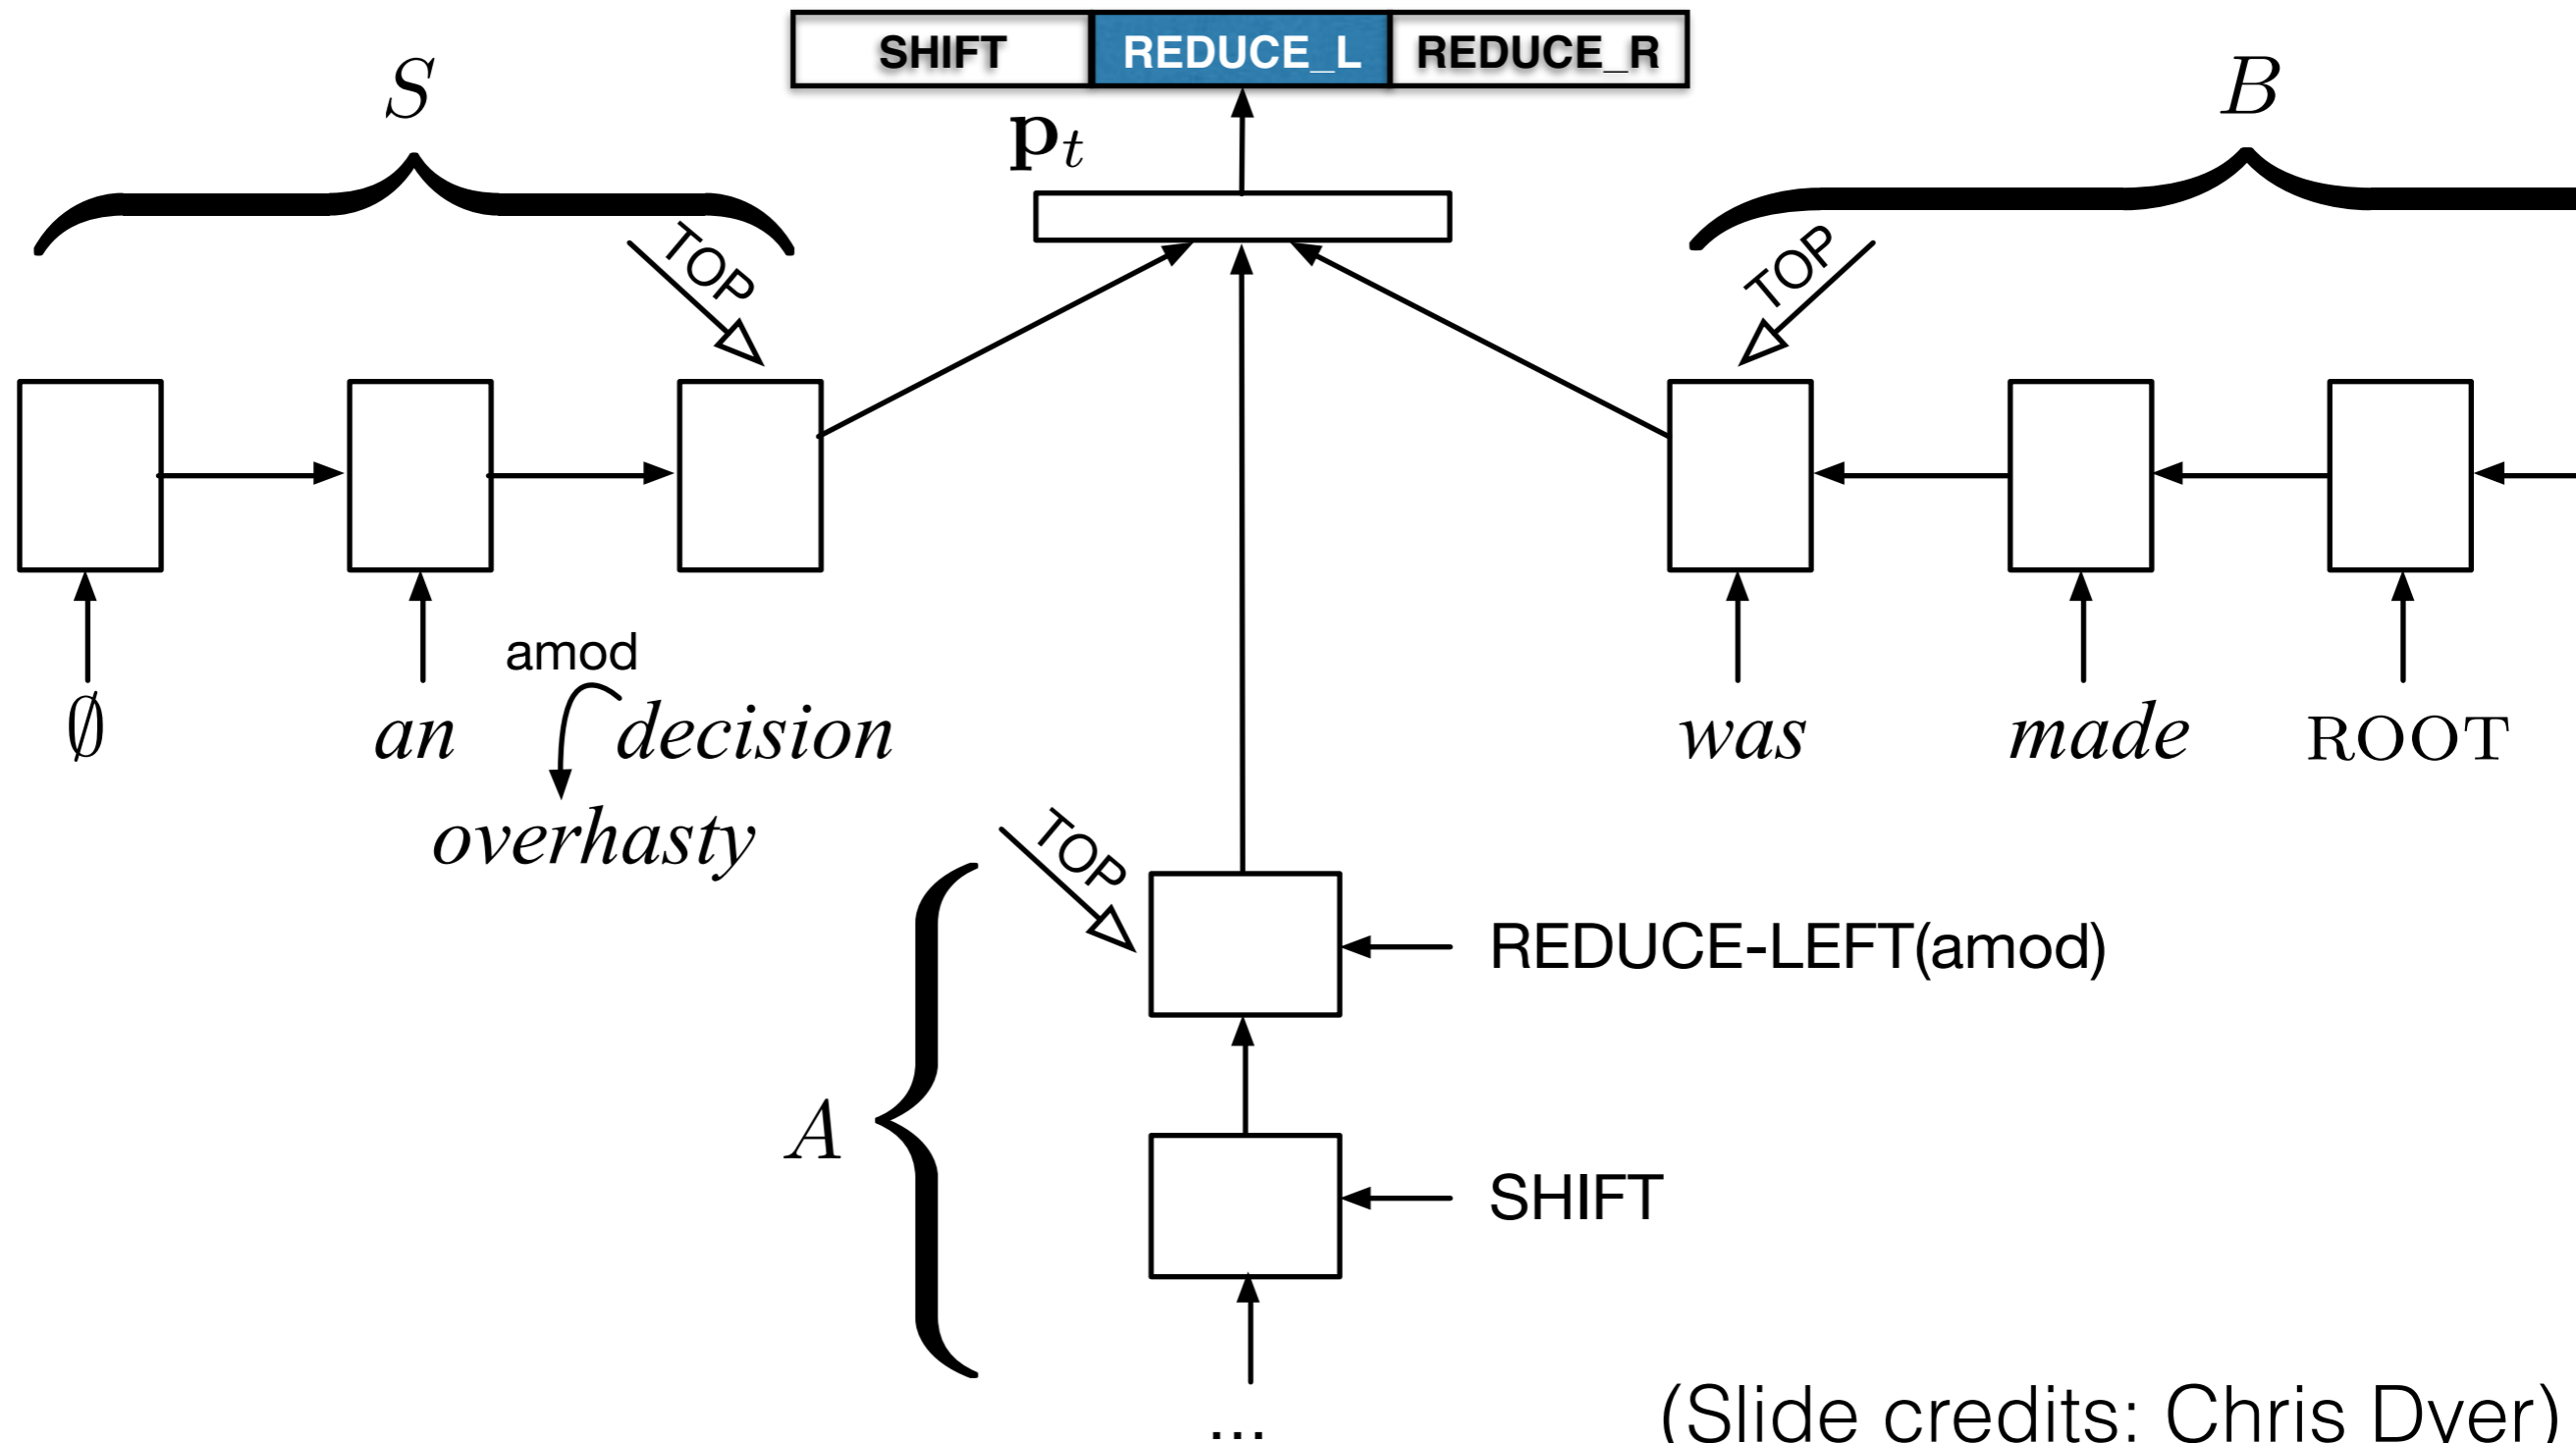 SHIFT REDUCE_L REDUCE_R
S
p_t
B
TOP
TOP
amod
∅ an decision was made ROOT
overhasty
TOP
REDUCE-LEFT(amod)
A
SHIFT
...
(Slide credits: Chris Dyer)